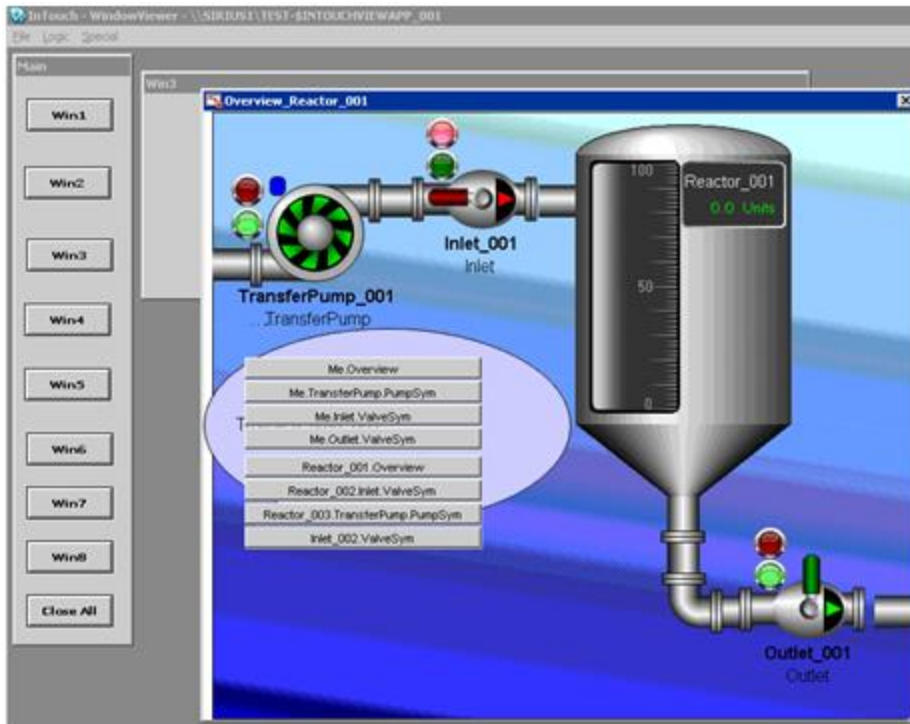 InTouch - WindowViewer - \\SIRIUS1\TEST-$INTOUCHVIEWAPP_001
File Logic Special
Main
Win1
Win2
Win3
Win4
Win5
Win6
Win7
Win8
Close All
Win3
Overview_Reactor_001
Inlet_001
Inlet
TransferPump_001
...TransferPump
100
50
0
Reactor_001
0.0 Units
Me.Overview
Me.TransferPump.PumpSym
Me.Inlet.ValveSym
Me.Outlet.ValveSym
Reactor_001.Overview
Reactor_002.Inlet.ValveSym
Reactor_003.TransferPump.PumpSym
Inlet_002.ValveSym
Outlet_001
Outlet